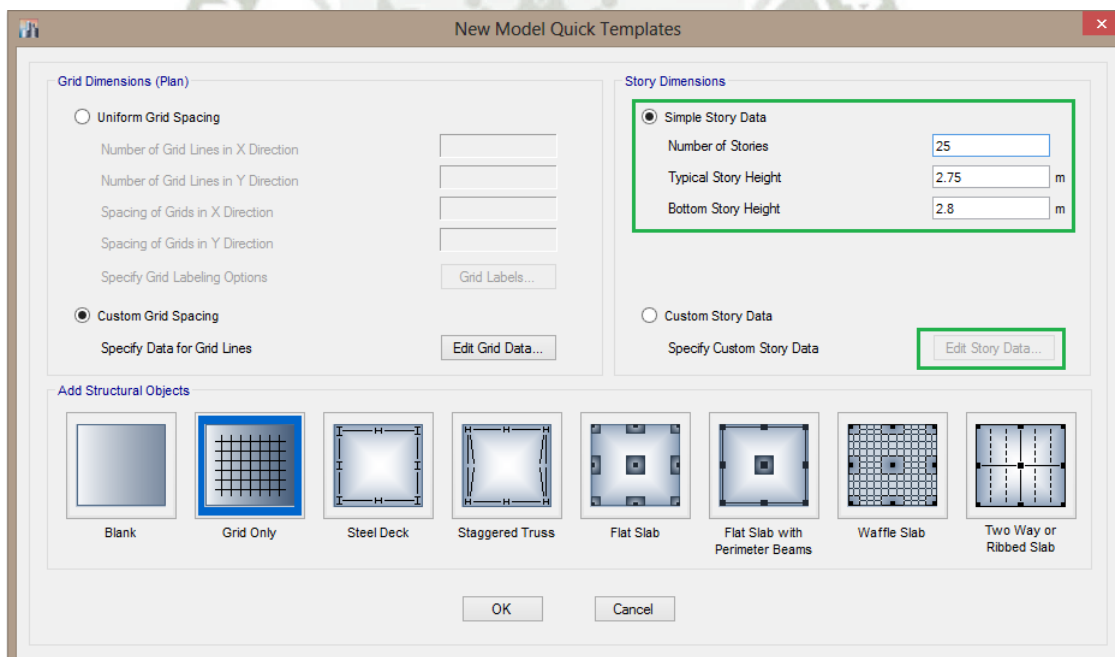 New Model Quick Templates
Grid Dimensions (Plan)
Uniform Grid Spacing
Number of Grid Lines in X Direction
Number of Grid Lines in Y Direction
Spacing of Grids in X Direction
Spacing of Grids in Y Direction
Specify Grid Labeling Options
Grid Labels...
Custom Grid Spacing
Specify Data for Grid Lines
Edit Grid Data...
Story Dimensions
Simple Story Data
Number of Stories 25
Typical Story Height 2.75 m
Bottom Story Height 2.8 m
Custom Story Data
Specify Custom Story Data
Edit Story Data...
Add Structural Objects
Blank
Grid Only
Steel Deck
Staggered Truss
Flat Slab
Flat Slab with
Perimeter Beams
Waffle Slab
Two Way or
Ribbed Slab
OK
Cancel